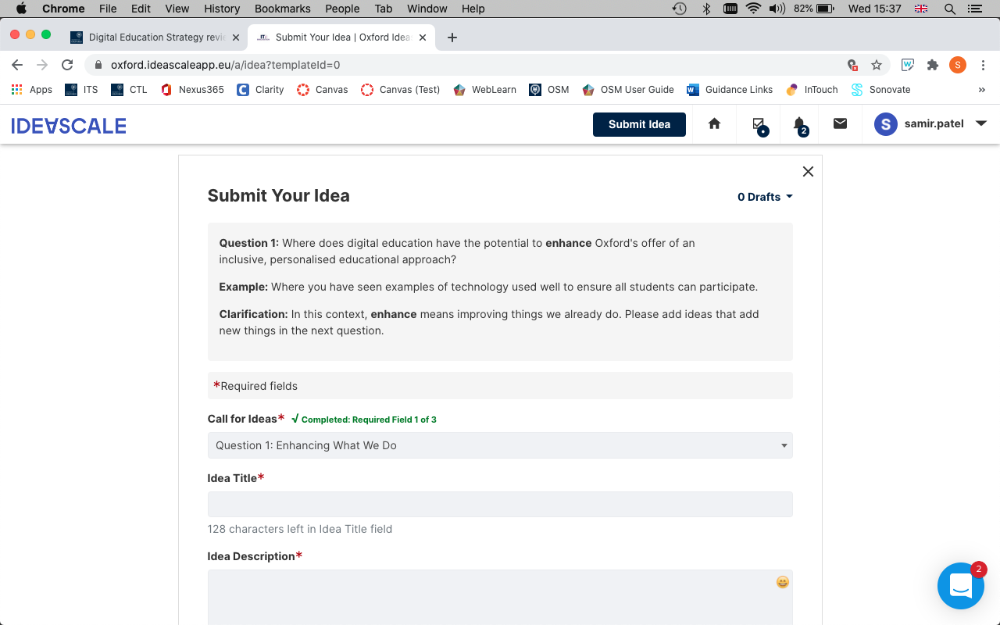 Chrome File Edit View History Bookmarks People Tab Window Help 82% Wed 15:37
Digital Education Strategy revie Submit Your Idea | Oxford Idea
oxford.ideascaleapp.eu/a/idea?templateId=0 S
Apps ITS CTL Nexus365 Clarity Canvas Canvas (Test) WebLearn OSM OSM User Guide Guidance Links InTouch Sonovate »
IDEASCALE Submit Idea 2 S samir.patel
Submit Your Idea
0 Drafts
Question 1: Where does digital education have the potential to enhance Oxford's offer of an
inclusive, personalised educational approach?
Example: Where you have seen examples of technology used well to ensure all students can participate.
Clarification: In this context, enhance means improving things we already do. Please add ideas that add
new things in the next question.
*Required fields
Call for Ideas* √ Completed: Required Field 1 of 3
Question 1: Enhancing What We Do
Idea Title*
128 characters left in Idea Title field
Idea Description*
2